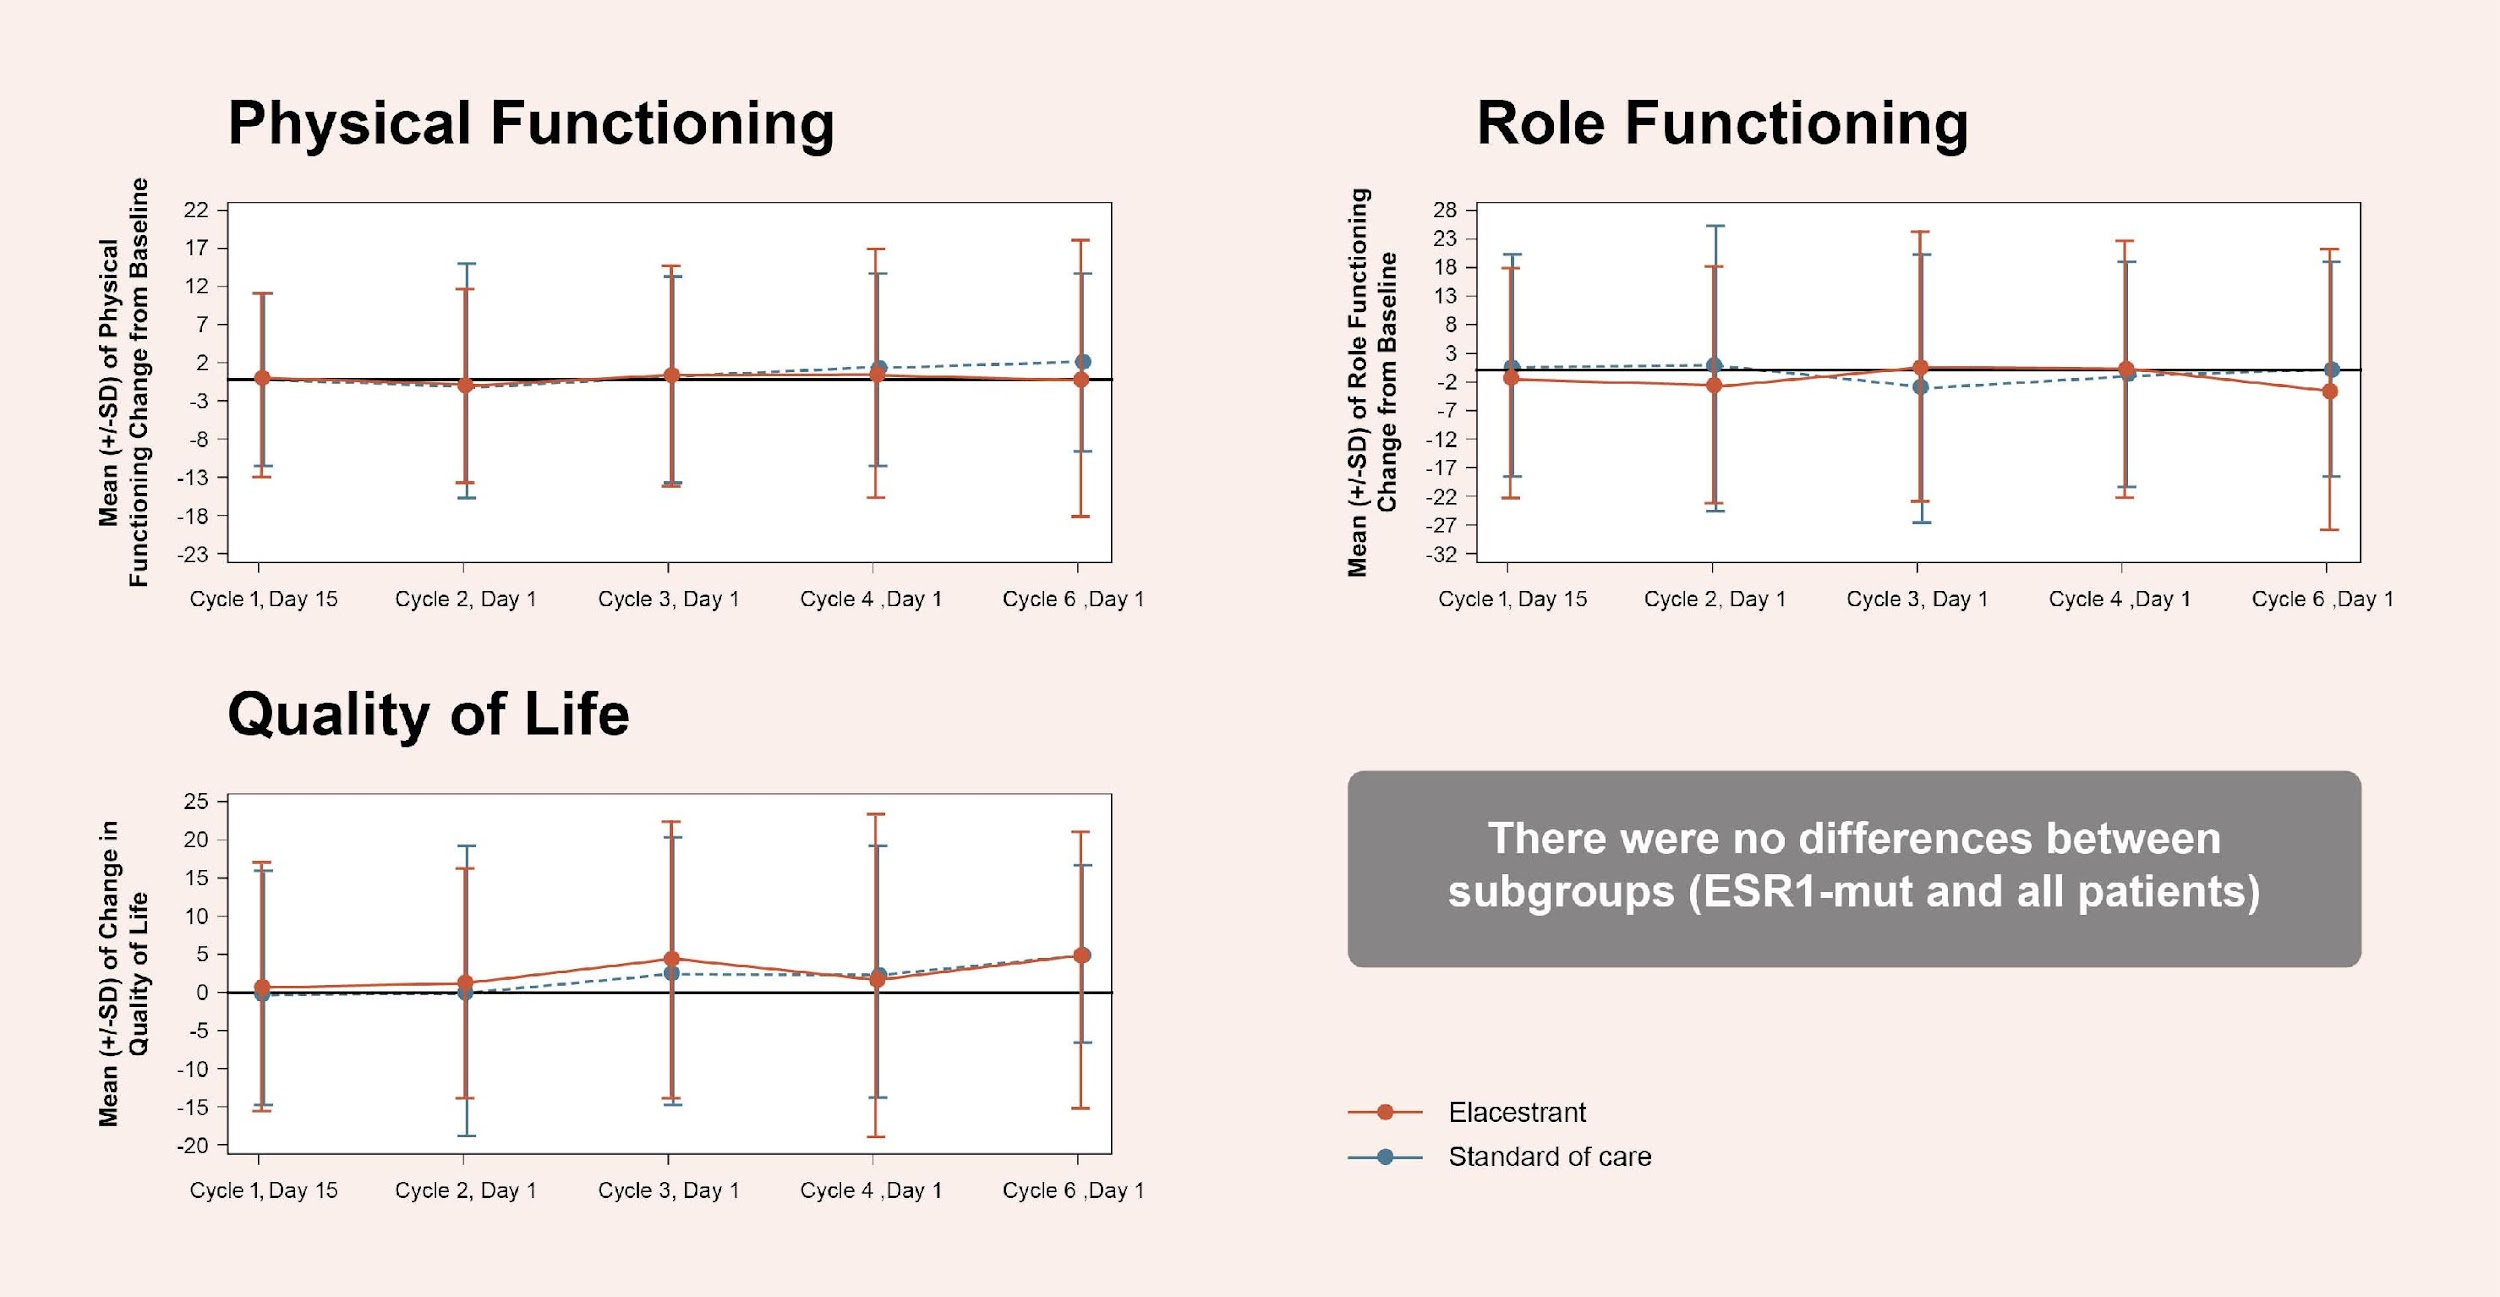 Physical Functioning
Mean (+/-SD) of Physical
Functioning Change from Baseline
22
17
12
7
2
-3
-8
-13
-18
-23
Cycle 1, Day 15
Cycle 2, Day 1
Cycle 3, Day 1
Cycle 4 ,Day 1
Cycle 6 ,Day 1
Role Functioning
Mean (+/-SD) of Role Functioning
Change from Baseline
28
23
18
13
8
3
-2
-7
-12
-17
-22
-27
-32
Cycle 1, Day 15
Cycle 2, Day 1
Cycle 3, Day 1
Cycle 4 ,Day 1
Cycle 6 ,Day 1
Quality of Life
Mean (+/-SD) of Change in
Quality of Life
25
20
15
10
5
0
-5
-10
-15
-20
Cycle 1, Day 15
Cycle 2, Day 1
Cycle 3, Day 1
Cycle 4 ,Day 1
Cycle 6 ,Day 1
There were no differences between
subgroups (ESR1-mut and all patients)
Elacestrant
Standard of care